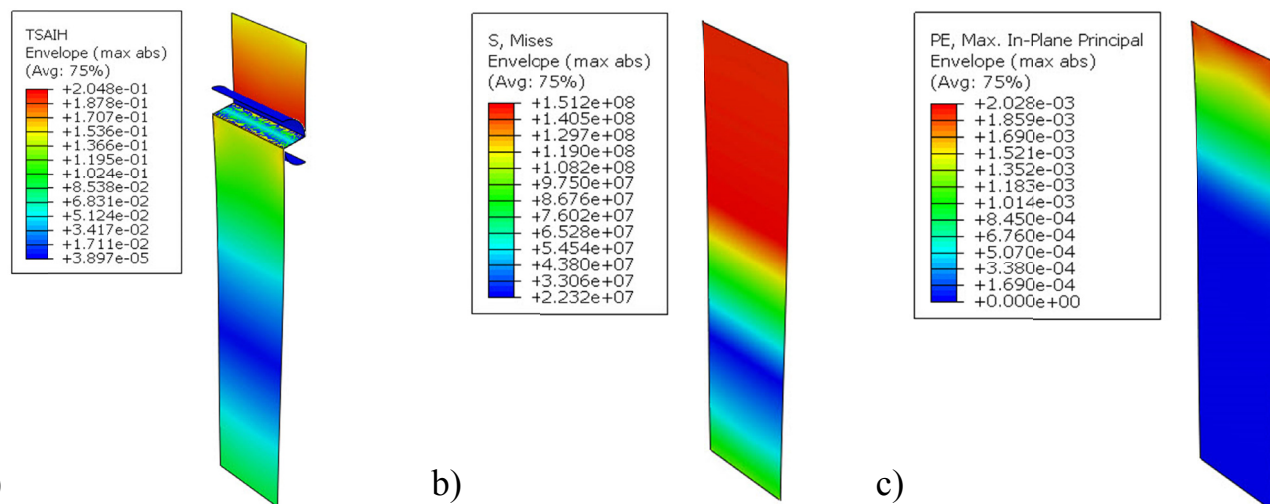 TSAIH
Envelope (max abs)
(Avg: 75%)
+2.048e-01
+1.878e-01
+1.707e-01
+1.536e-01
+1.366e-01
+1.195e-01
+1.024e-01
+8.538e-02
+6.831e-02
+5.124e-02
+3.417e-02
+1.711e-02
+3.897e-05
)
S, Mises
Envelope (max abs)
(Avg: 75%)
+1.512e+08
+1.405e+08
+1.297e+08
+1.190e+08
+1.082e+08
+9.750e+07
+8.676e+07
+7.602e+07
+6.528e+07
+5.454e+07
+4.380e+07
+3.306e+07
+2.232e+07
b)
PE, Max. In-Plane Principal
Envelope (max abs)
(Avg: 75%)
+2.028e-03
+1.859e-03
+1.690e-03
+1.521e-03
+1.352e-03
+1.183e-03
+1.014e-03
+8.450e-04
+6.760e-04
+5.070e-04
+3.380e-04
+1.690e-04
+0.000e+00
c)